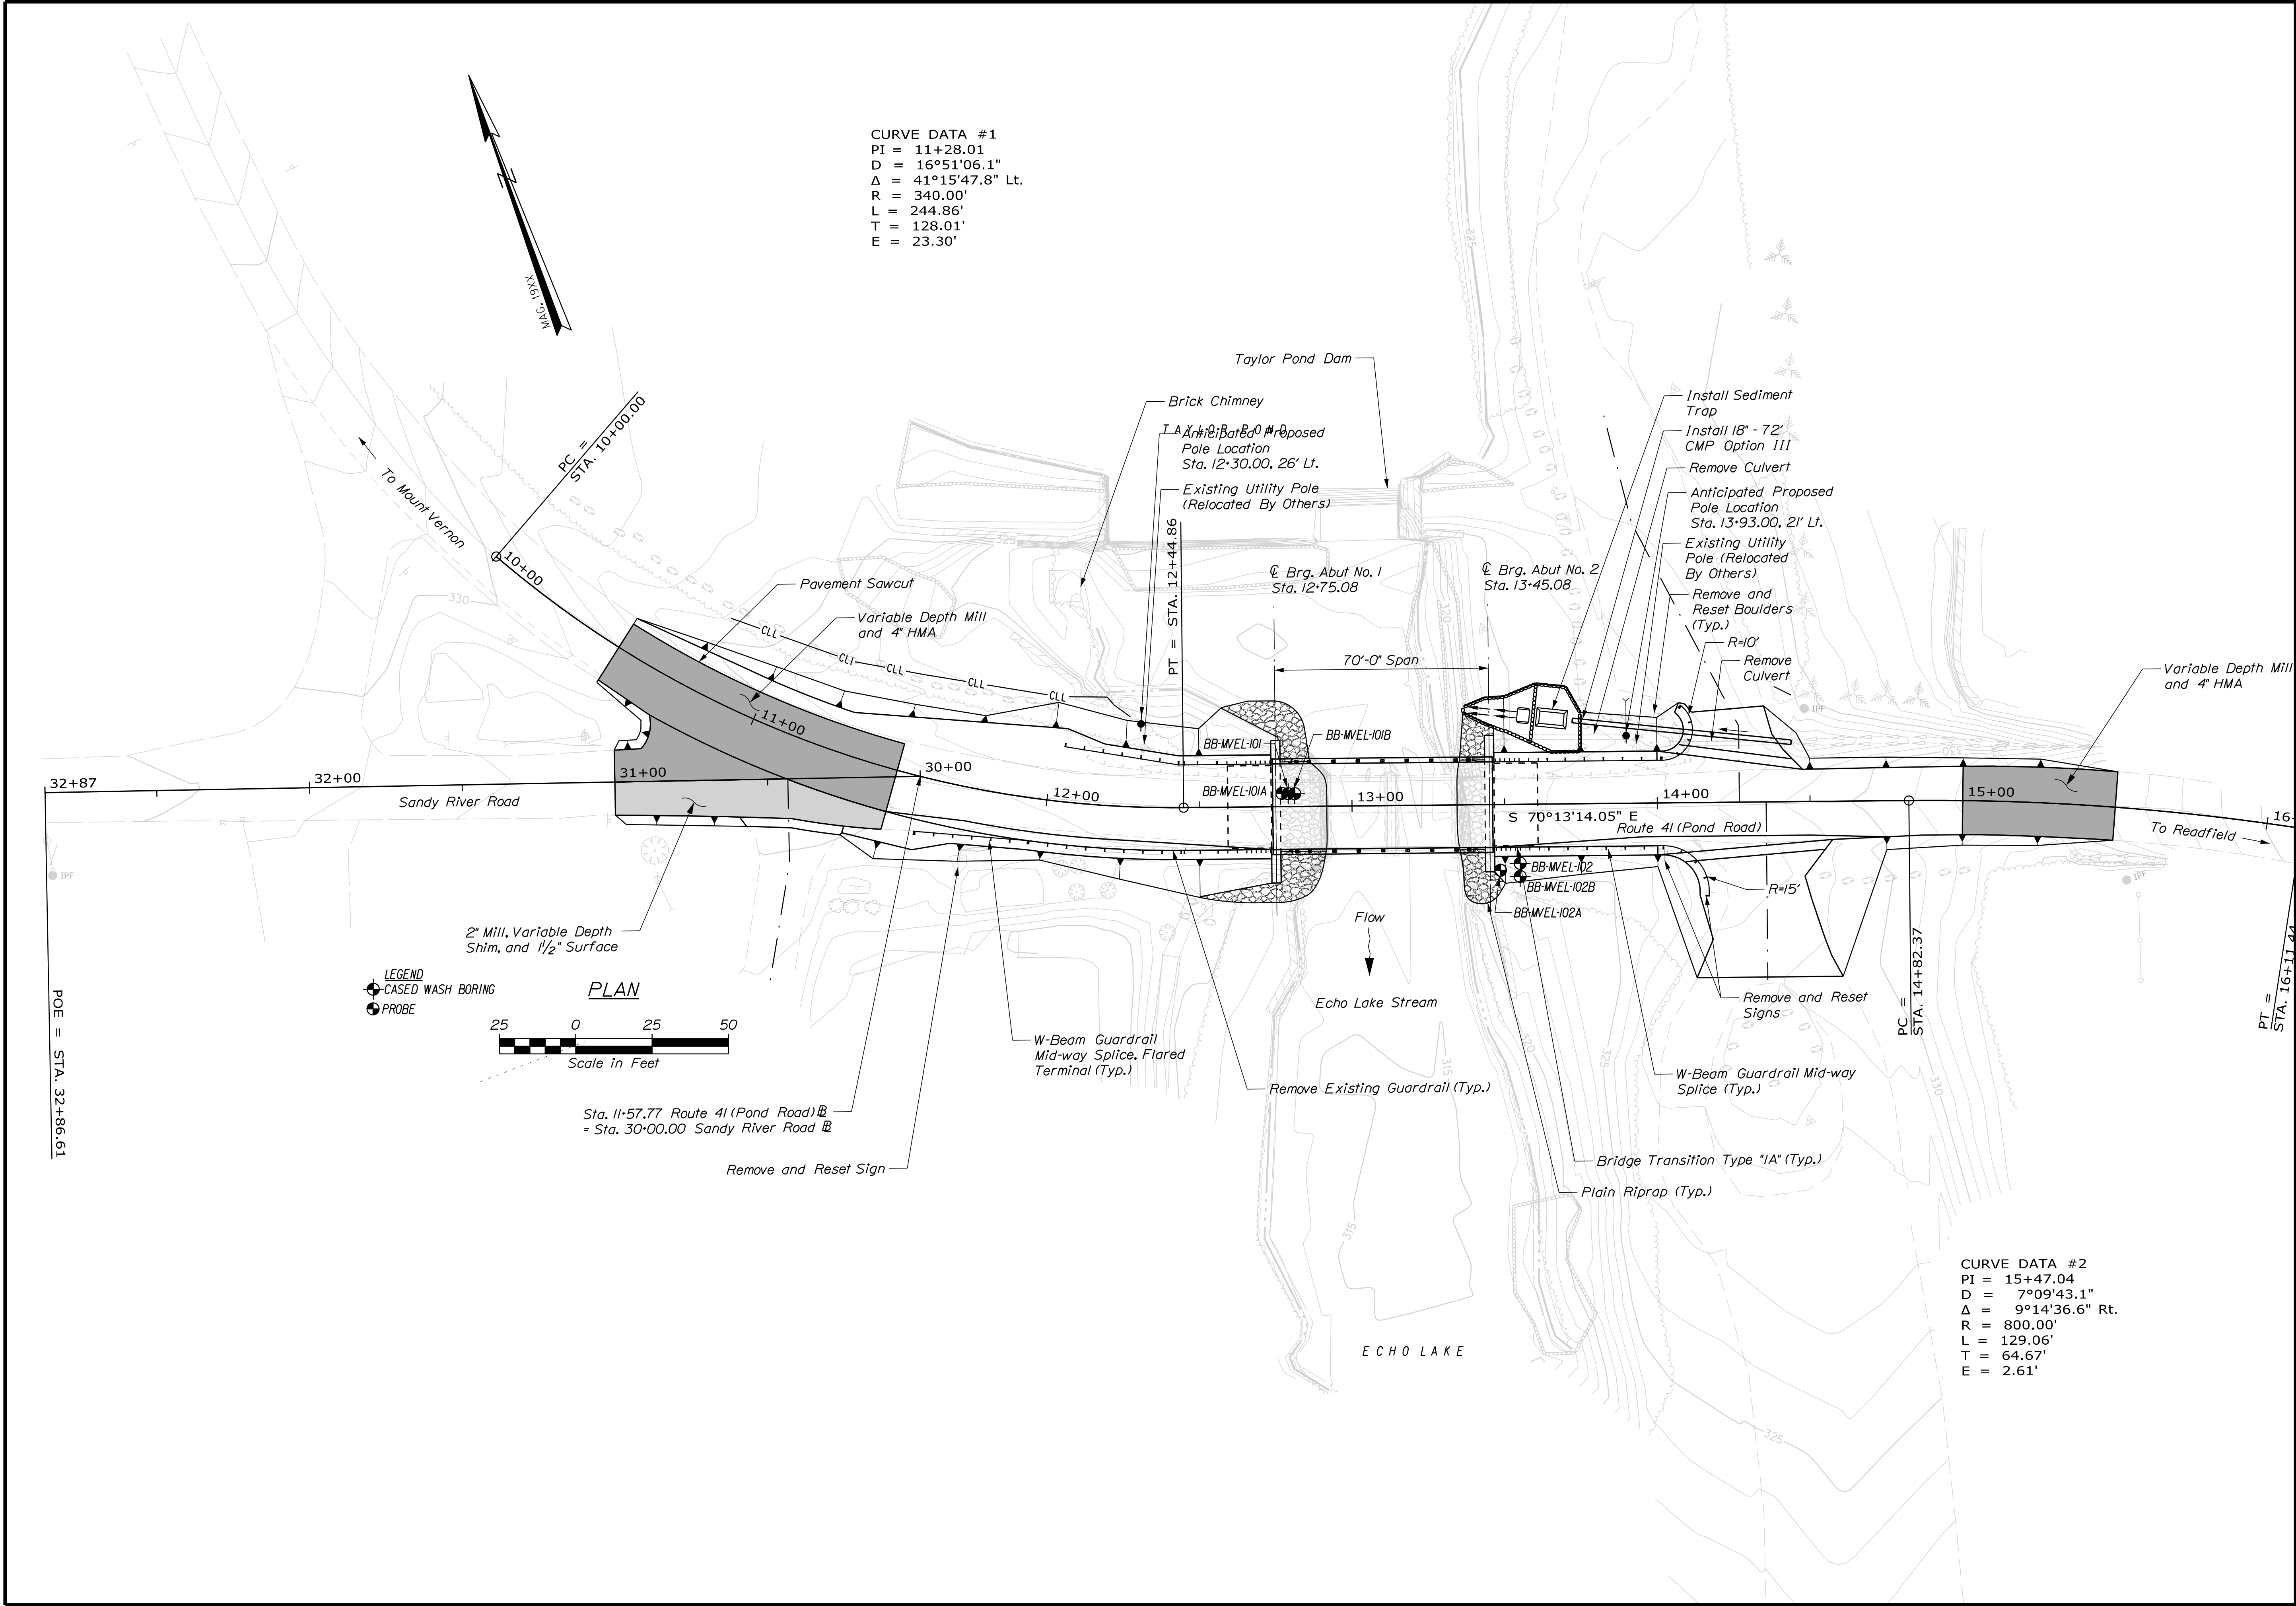 CURVE DATA #1
PI = 11+28.01
D = 16°51'06.1"
Δ = 41°15'47.8" Lt.
R = 340.00'
L = 244.86'
T = 128.01'
E = 23.30'
MAG. 19XX
Taylor Pond Dam
Brick Chimney
TAYLOR POND
Anticipated Proposed
Pole Location
Sta. 12+30.00, 26' Lt.
Existing Utility Pole
(Relocated By Others)
Install Sediment
Trap
Install 18" - 72'
CMP Option III
Remove Culvert
Anticipated Proposed
Pole Location
Sta. 13+93.00, 21' Lt.
Existing Utility
Pole (Relocated
By Others)
Remove and
Reset Boulders
(Typ.)
R=10'
Remove
Culvert
PC =
STA. 10+00.00
To Mount Vernon
10+00
Pavement Sawcut
Variable Depth Mill
and 4" HMA
CLL
CLL
CLL
CLL
CLL
PT = STA. 12+44.86
℄ Brg. Abut No. 1
Sta. 12+75.08
℄ Brg. Abut No. 2
Sta. 13+45.08
70'-0" Span
Variable Depth Mill
and 4" HMA
325
325
330
320
330
IPF
11+00
BB-MVEL-101
BB-MVEL-101B
BB-MVEL-101A
32+87
32+00
31+00
30+00
12+00
13+00
14+00
15+00
16+
Sandy River Road
S 70°13'14.05" E
Route 41 (Pond Road)
To Readfield
BB-MVEL-102
BB-MVEL-102B
BB-MVEL-102A
R=15'
IPF
IPF
2" Mill, Variable Depth
Shim, and 1 1/2" Surface
Flow
Echo Lake Stream
LEGEND
CASED WASH BORING
PROBE
PLAN
25 0 25 50
Scale in Feet
POE = STA. 32+86.61
W-Beam Guardrail
Mid-way Splice, Flared
Terminal (Typ.)
Remove Existing Guardrail (Typ.)
Remove and Reset
Signs
W-Beam Guardrail Mid-way
Splice (Typ.)
PC =
STA. 14+82.37
PT =
STA. 16+11.44
Sta. 11+57.77 Route 41 (Pond Road) ℄
= Sta. 30+00.00 Sandy River Road ℄
Remove and Reset Sign
Bridge Transition Type "1A" (Typ.)
Plain Riprap (Typ.)
315
315
320
325
330
325
ECHO LAKE
CURVE DATA #2
PI = 15+47.04
D = 7°09'43.1"
Δ = 9°14'36.6" Rt.
R = 800.00'
L = 129.06'
T = 64.67'
E = 2.61'